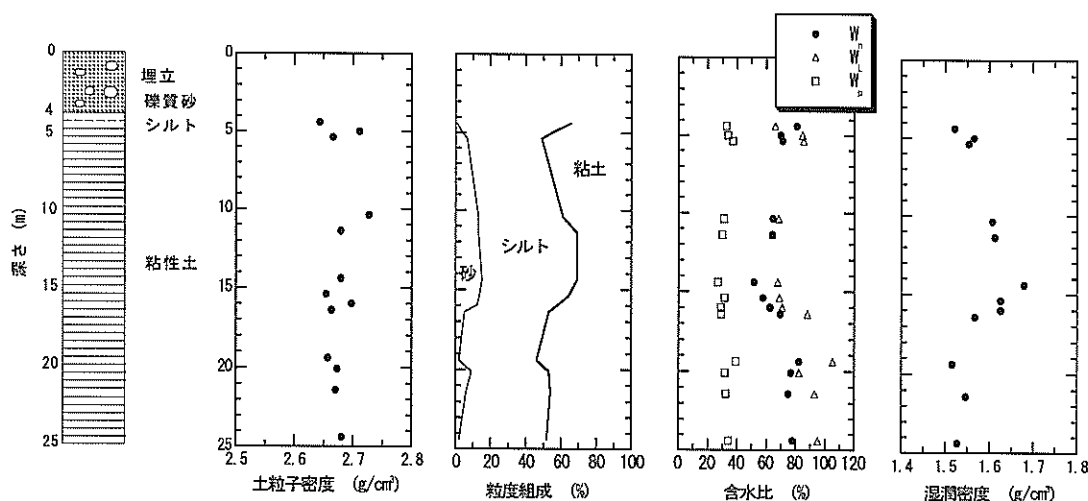 深さ (m)
0
4
5
10
15
20
25
埋立
礫質砂
シルト
粘性土
0
5
10
15
20
25
2.5
2.6
2.7
2.8
土粒子密度 (g/cm³)
砂
シルト
粘土
0
20
40
60
80
100
粒度組成 (%)
Wn
WL
Wp
0
20
40
60
80
100
120
含水比 (%)
1.4
1.5
1.6
1.7
1.8
湿潤密度 (g/cm³)